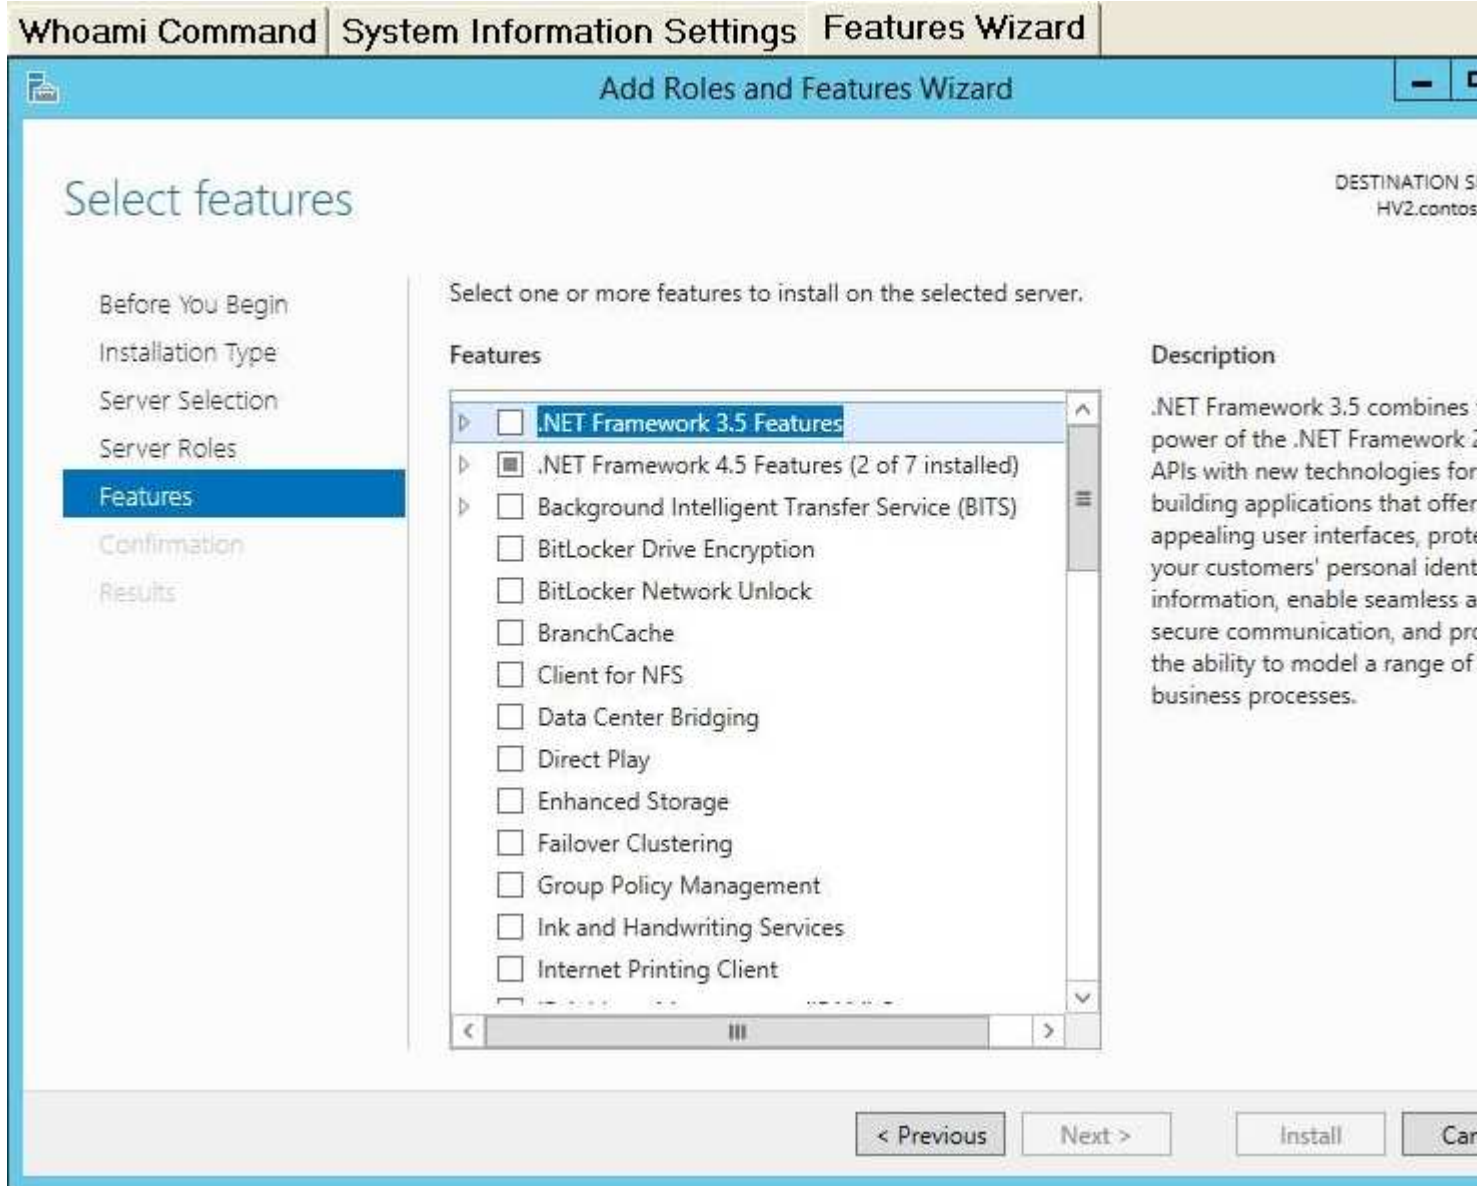 Whoami Command System Information Settings Features Wizard
Add Roles and Features Wizard
Select features
DESTINATION
HV2.contos
Before You Begin
Installation Type
Server Selection
Server Roles
Features
Confirmation
Results
Select one or more features to install on the selected server.
Features
.NET Framework 3.5 Features
.NET Framework 4.5 Features (2 of 7 installed)
Background Intelligent Transfer Service (BITS)
BitLocker Drive Encryption
BitLocker Network Unlock
BranchCache
Client for NFS
Data Center Bridging
Direct Play
Enhanced Storage
Failover Clustering
Group Policy Management
Ink and Handwriting Services
Internet Printing Client
Description
.NET Framework 3.5 combines
power of the .NET Framework
APIs with new technologies for
building applications that offer
appealing user interfaces, prote
your customers' personal ident
information, enable seamless a
secure communication, and pro
the ability to model a range of
business processes.
< Previous
Next >
Install
Can